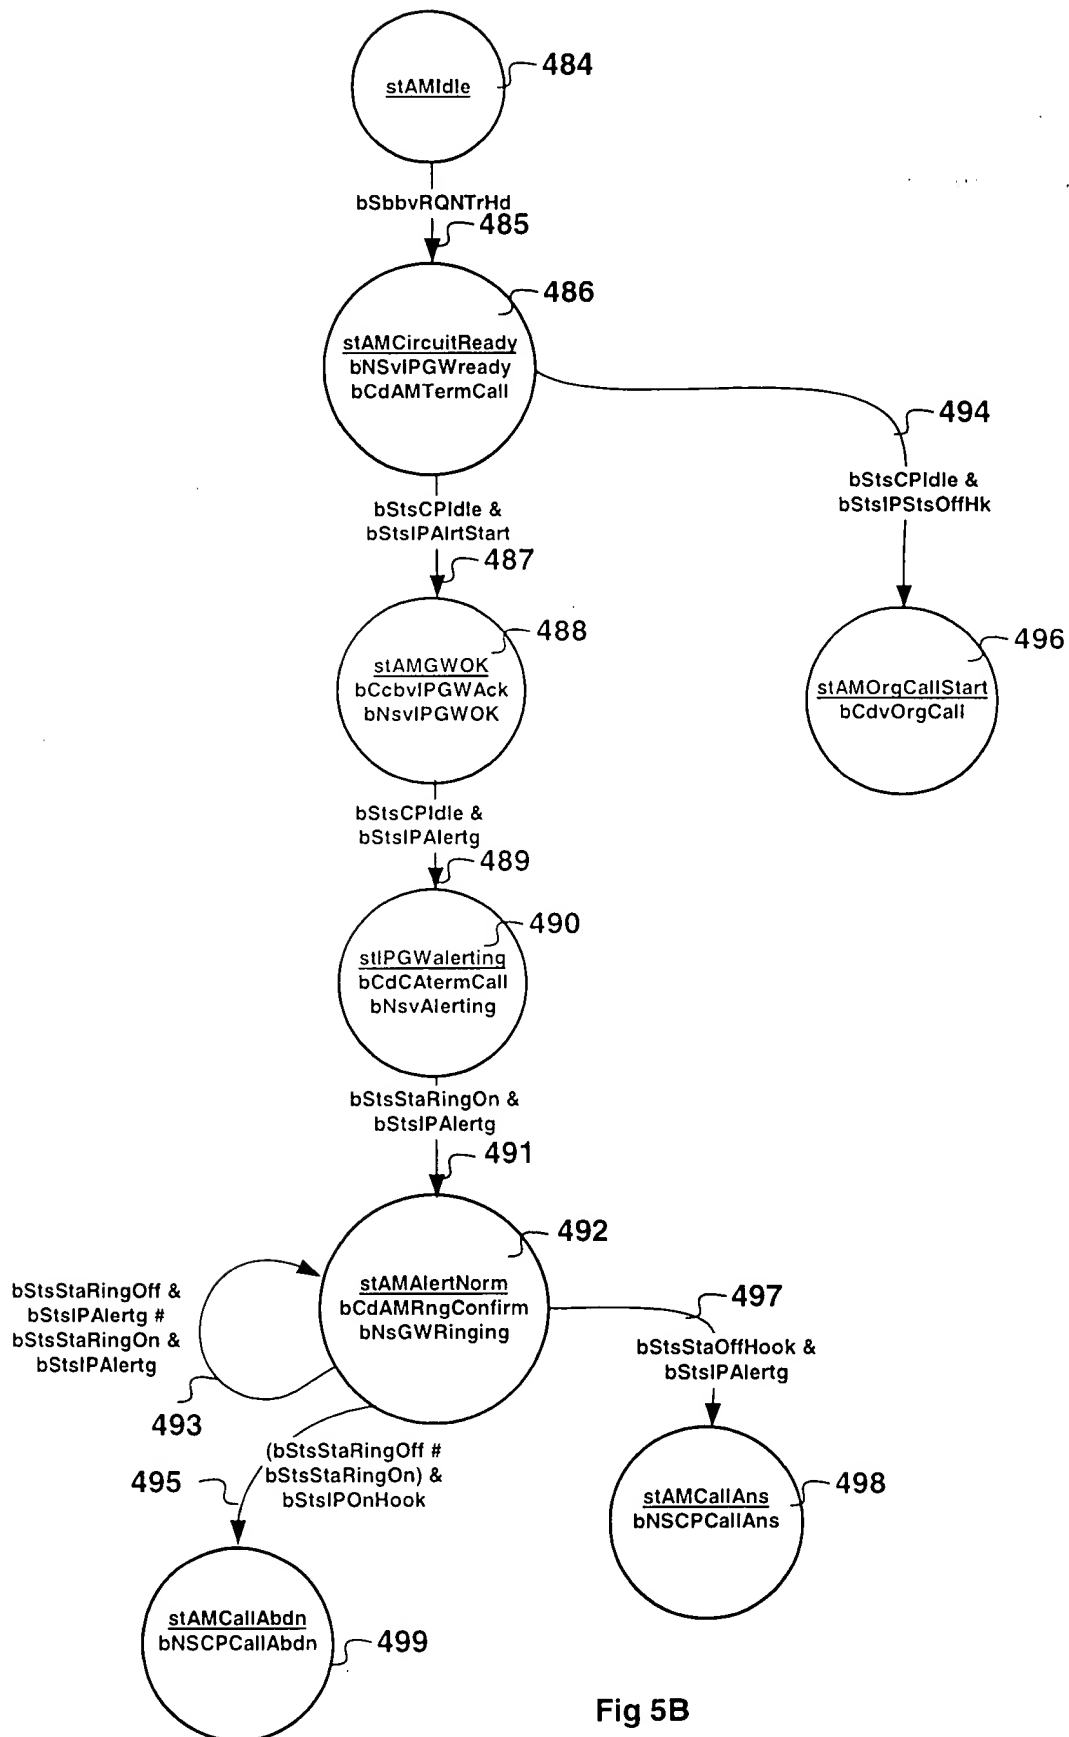 484
stAMIdle
bSbbvRQNTrHd
485
486
stAMCircuitReady
bNSvIPGWready
bCdAMTermCall
494
bStsCPIdle &
bStsIPStsOffHk
bStsCPIdle &
bStsIPAlrtStart
487
488
stAMGWOK
bCcbvIPGWAck
bNsvIPGWOK
496
stAMOrgCallStart
bCdvOrgCall
bStsCPIdle &
bStsIPAlertg
489
490
stIPGWalerting
bCdCAtermCall
bNsvAlerting
bStsStaRingOn &
bStsIPAlertg
491
492
stAMAlertNorm
bCdAMRngConfirm
bNsGWRinging
bStsStaRingOff &
bStsIPAlertg #
bStsStaRingOn &
bStsIPAlertg
493
497
bStsStaOffHook &
bStsIPAlertg
(bStsStaRingOff #
bStsStaRingOn) &
bStsIPOnHook
495
498
stAMCallAns
bNSCPCallAns
stAMCallAbdn
bNSCPCallAbdn
499
Fig 5B